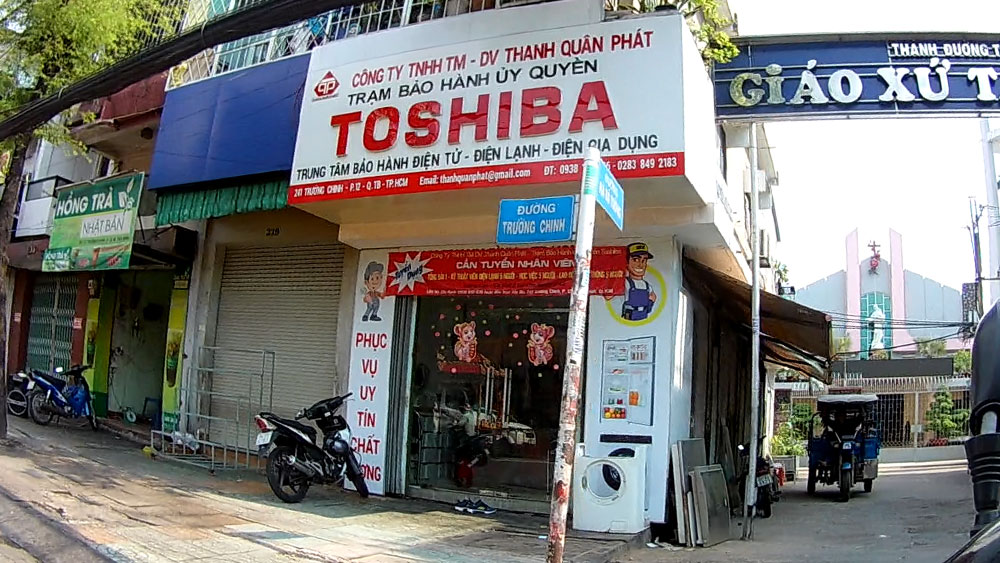 CÔNG TY TNHH TM - DV THANH QUÂN PHÁT
TRẠM BẢO HÀNH ỦY QUYỀN
TOSHIBA
TRUNG TÂM BẢO HÀNH ĐIỆN TỬ - ĐIỆN LẠNH - ĐIỆN GIA DỤNG
241 TRƯỜNG CHINH - P.12 - Q.TB - TP.HCM Email: thanhquanphat@gmail.com ĐT: 0938 6 - 0283 849 2183
THÁNH ĐƯỜNG T
GIÁO XỨ T
HỒNG TRÀ
NHẬT BẢN
239
ĐƯỜNG
TRƯỜNG CHINH
CẦN TUYỂN NHÂN VIÊN
PHỤC
VỤ
UY
TÍN
CHẤT
LƯỢNG